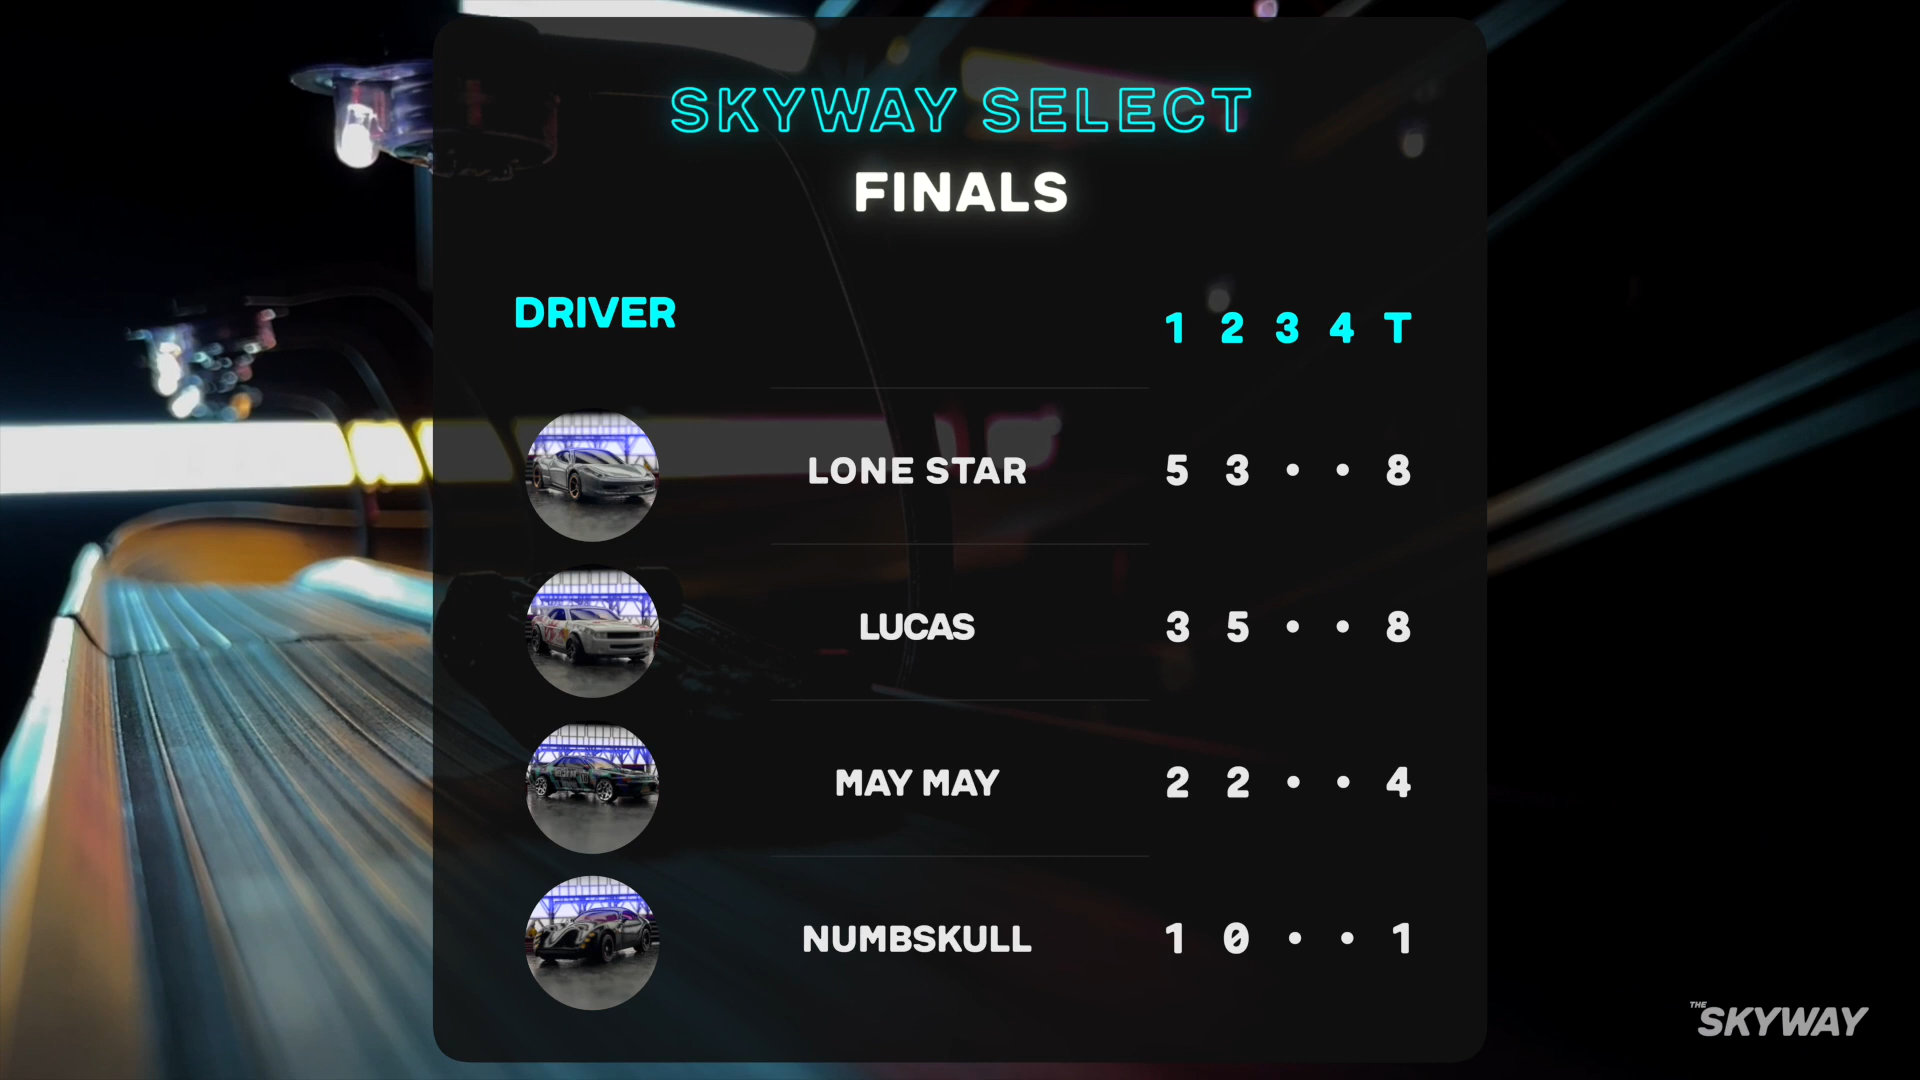 SKYWAY SELECT
FINALS
DRIVER 1 2 3 4 T
LONE STAR 5 3 • • 8
LUCAS 3 5 • • 8
MAY MAY 2 2 • • 4
NUMBSKULL 1 0 • • 1
THE
SKYWAY